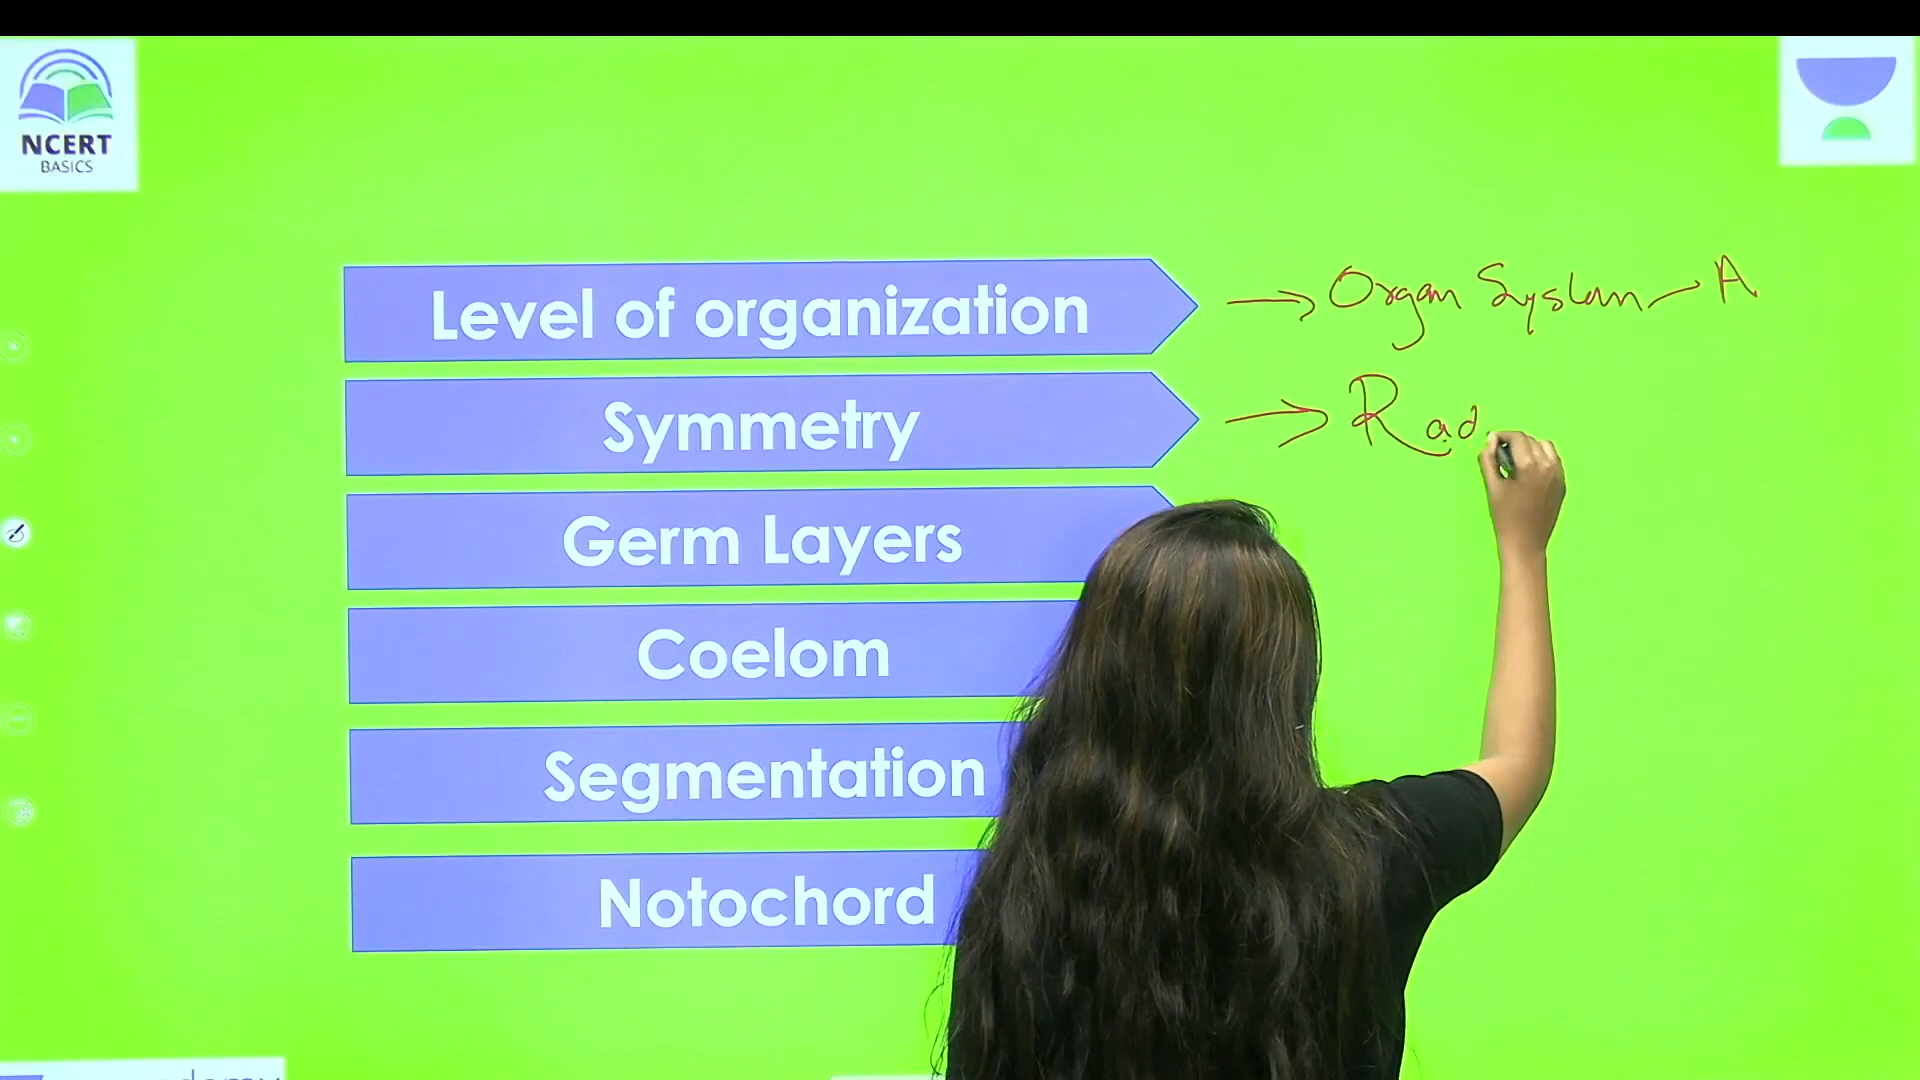 NCERT
BASICS
Level of organization → Organ System - A
Symmetry → Rad
Germ Layers
Coelom
Segmentation
Notochord